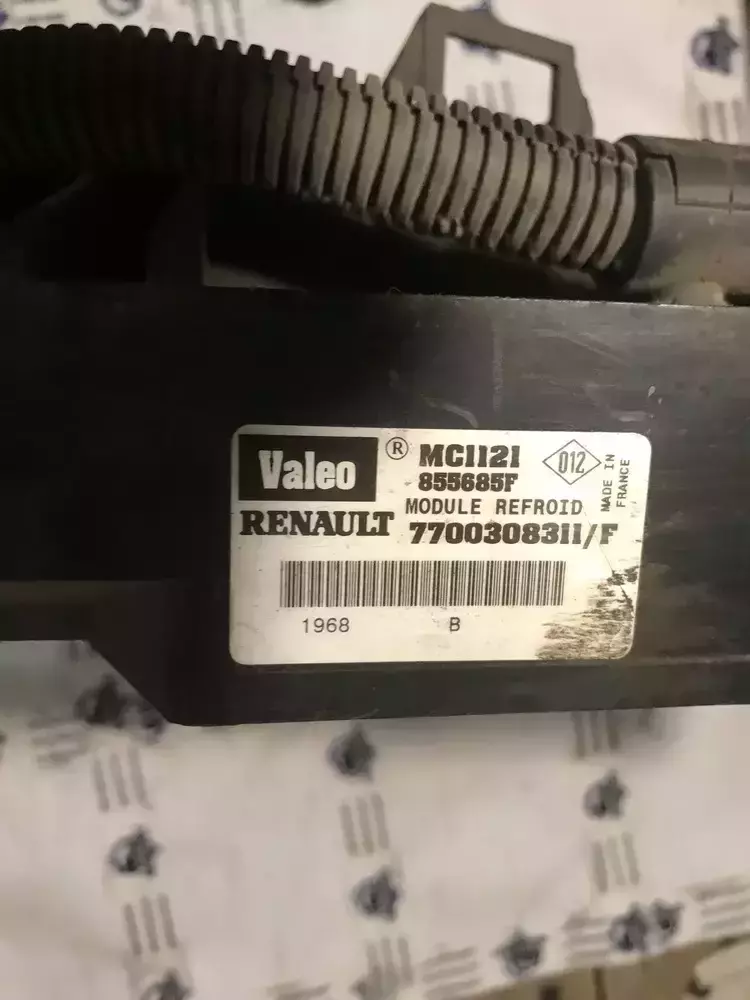 Valeo ® MC1121
855685F
012
MADE IN
FRANCE
MODULE REFROID
RENAULT 7700308311/F
1968 B